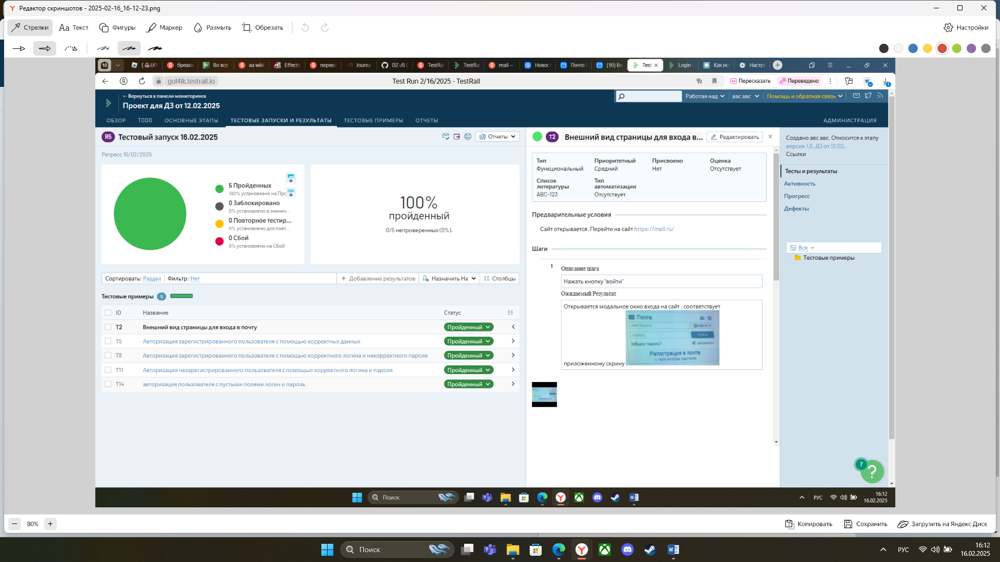 Редактор скриншотов - 2025-02-16_16-12-23.png
Стрелки
Текст
Фигуры
Маркер
Размыть
Обрезать
Настройки
18
UPI
Во все
aa wiki
Effects
Journa
DZ-/8
TestRai
TestRai
mail —
Почта
(10)
Test
Login -
Как
gul4ik.testrail.io
Test Run 2/16/2025 - TestRail
Пересказать
Переведено
← Вернуться к панели мониторинга
Проект для ДЗ от 12.02.2025
Работая над
авс авс
Помощь и обратная связь
ОБЗОР
TODO
ОСНОВНЫЕ ЭТАПЫ
ТЕСТОВЫЕ ЗАПУСКИ И РЕЗУЛЬТАТЫ
ТЕСТОВЫЕ ПРИМЕРЫ
ОТЧЕТЫ
АДМИНИСТРАЦИЯ
R5
Тестовый запуск 16.02.2025
Отчеты
Регресс 16/02/2025
5 Пройденных
100% установлено на Прс
CSV
0 Заблокировано
0% установлено в значен...
0 Повторное тестир...
0% установлено для повт...
0 Сбой
0% установлено на Сбой
100%
пройденный
0/5 непроверенных (0%).
Сортировать: Раздел
Фильтр: Нет
Добавление результатов
Назначить На
Столбцы
Тестовые примеры
5
ID
Название
Статус
T2
Внешний вид страницы для входа в почту
Пройденный
T5
Авторизация зарегистрированного пользователя с помощью корректных данных
Пройденный
T8
Авторизация зарегистрированного пользователя с помощью корректного логина и некорректного пароля
Пройденный
T11
Авторизация незарегистрированного пользователя с помощью корректного логина и пароля
Пройденный
T14
авторизация пользователя с пустыми полями логин и пароль
Пройденный
T2
Внешний вид страницы для входа в...
Редактировать
Тип
Функциональный
Приоритетный
Средний
Присвоено
Нет
Оценка
Отсутствует
Список
литературы
ABC-123
Тип
автоматизации
Отсутствует
Предварительные условия
Сайт открывается. Перейти на сайт https://mail.ru/
Шаги
1
Описание шага
Нажать кнопку "войти"
Ожидаемый Результат
Открывается модальное окно входа на сайт , соответствует
Почта
имя ящика
@mail.ru
пароль
Войти
Забыли пароль?
запомнить
Регистрация в почте
с просмотром картинок
приложенному скрину
Создано авс авс. Относится к этапу
версия 1.0. ДЗ от 12.02.
Ссылки
Тесты и результаты
Активность
Прогресс
Дефекты
Все
Тестовые примеры
7
?
Поиск
РУС
16:12
16.02.2025
80%
Копировать
Сохранить
Загрузить на Яндекс Диск
Поиск
РУС
16:12
16.02.2025